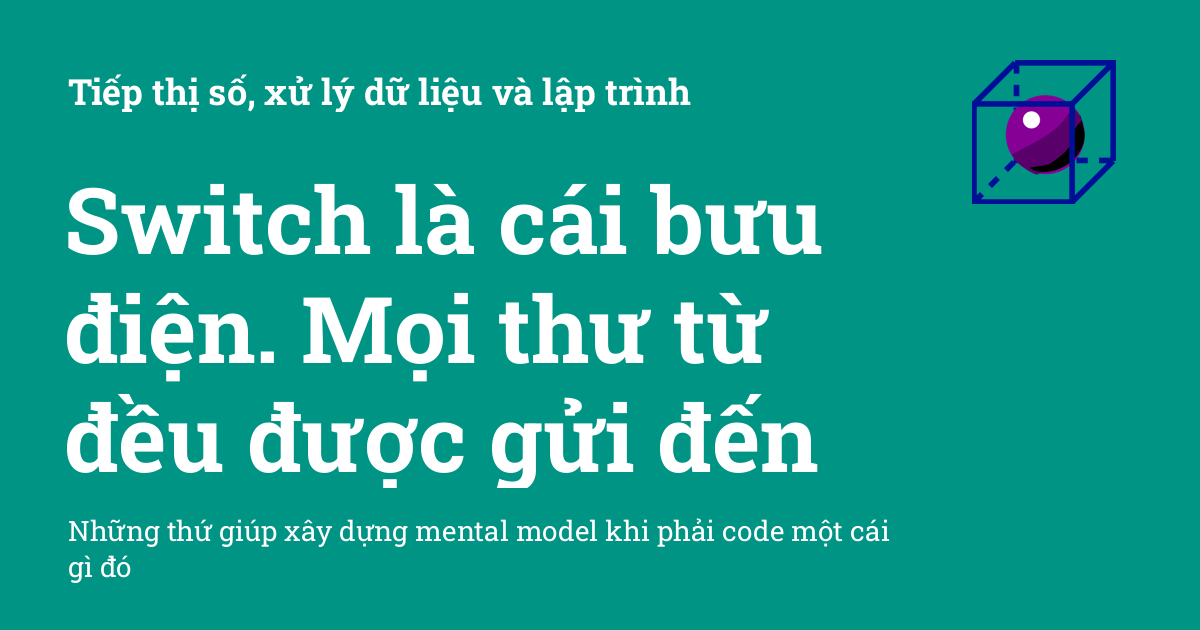 Tiếp thị số, xử lý dữ liệu và lập trình
Switch là cái bưu
điện. Mọi thư từ
đều được gửi đến
Những thứ giúp xây dựng mental model khi phải code một cái
gì đó